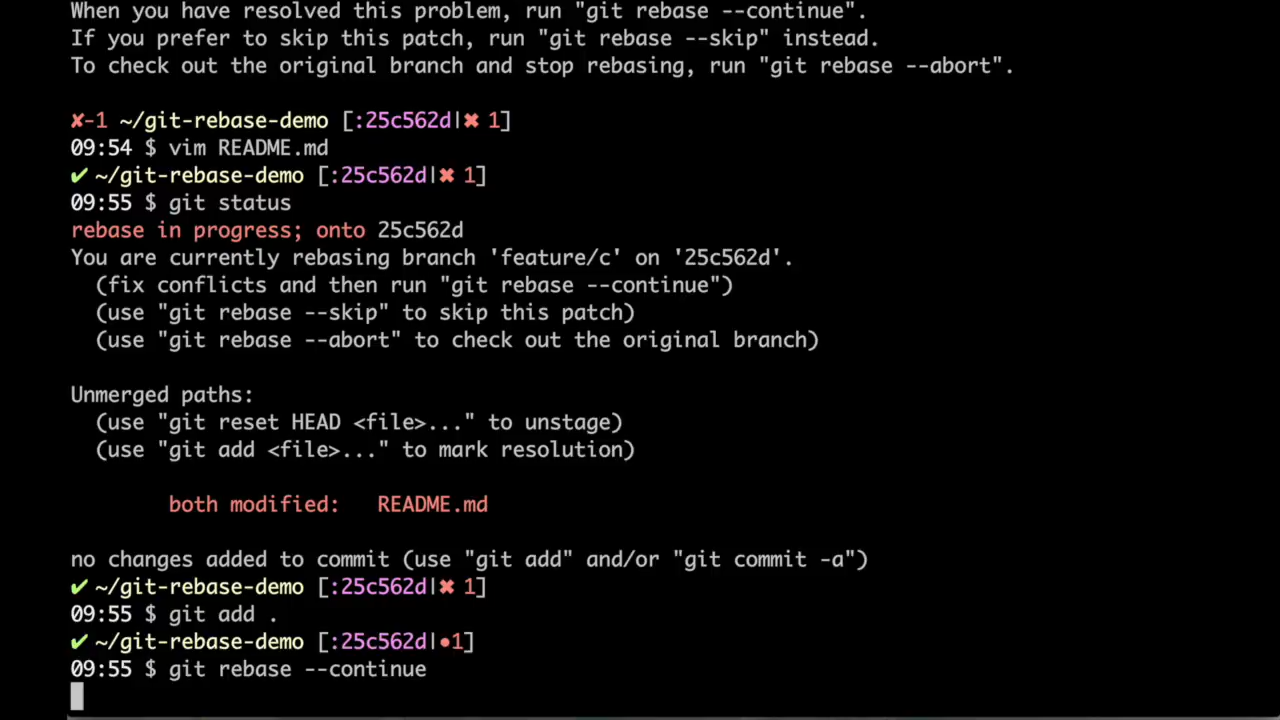 When you have resolved this problem, run "git rebase --continue".
If you prefer to skip this patch, run "git rebase --skip" instead.
To check out the original branch and stop rebasing, run "git rebase --abort".
✘-1 ~/git-rebase-demo [:25c562d|✖ 1]
09:54 $ vim README.md
✔ ~/git-rebase-demo [:25c562d|✖ 1]
09:55 $ git status
rebase in progress; onto 25c562d
You are currently rebasing branch 'feature/c' on '25c562d'.
(fix conflicts and then run "git rebase --continue")
(use "git rebase --skip" to skip this patch)
(use "git rebase --abort" to check out the original branch)
Unmerged paths:
(use "git reset HEAD <file>..." to unstage)
(use "git add <file>..." to mark resolution)
both modified:   README.md
no changes added to commit (use "git add" and/or "git commit -a")
✔ ~/git-rebase-demo [:25c562d|✖ 1]
09:55 $ git add .
✔ ~/git-rebase-demo [:25c562d|●1]
09:55 $ git rebase --continue